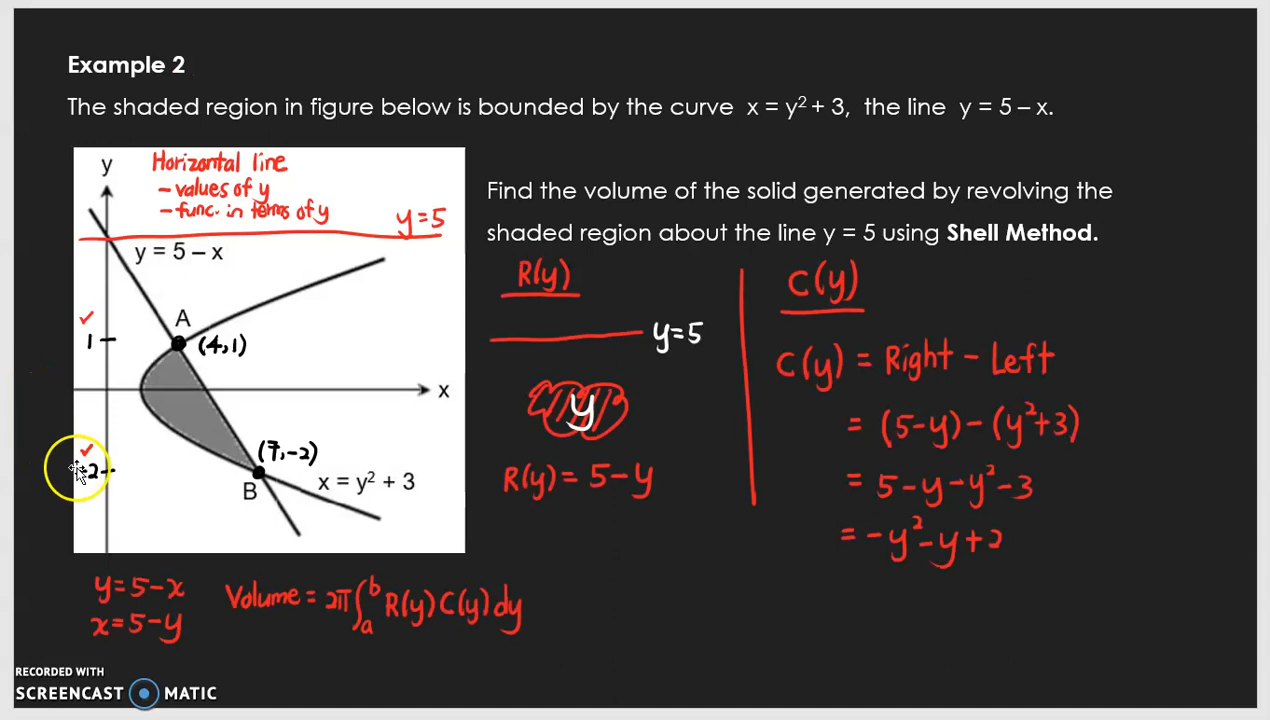 Example 2
The shaded region in figure below is bounded by the curve x = y² + 3, the line y = 5 – x.
y
Horizontal line
- values of y
- func. in terms of y
y=5
y = 5 – x
A
1
(4,1)
x
(7,-2)
-2
B
x = y² + 3
Find the volume of the solid generated by revolving the
shaded region about the line y = 5 using Shell Method.
R(y)
y=5
y
R(y) = 5-y
C(y)
C(y) = Right - Left
= (5-y)-(y²+3)
= 5-y-y²-3
= -y²-y+2
y=5-x
x=5-y
Volume = 2π∫ₐᵇ R(y) C(y) dy
RECORDED WITH
SCREENCAST MATIC